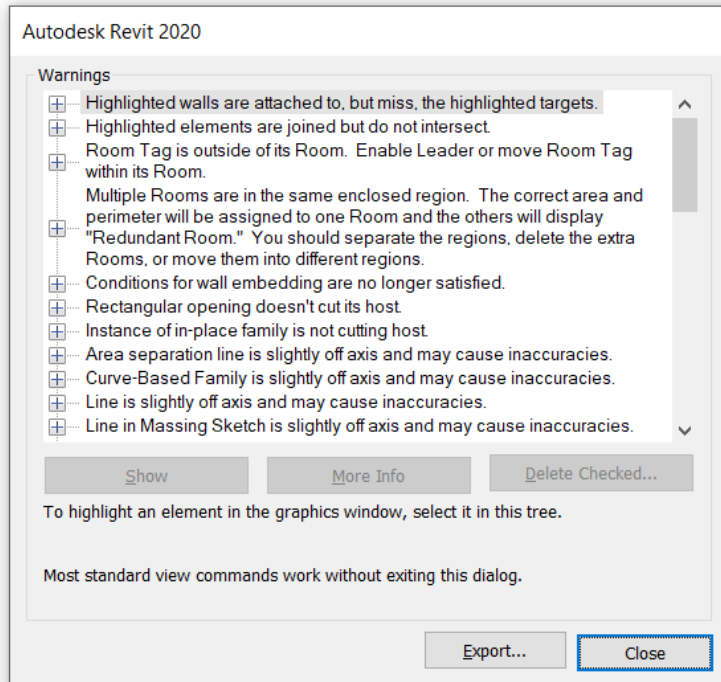 Autodesk Revit 2020
Warnings
Highlighted walls are attached to, but miss, the highlighted targets.
Highlighted elements are joined but do not intersect.
Room Tag is outside of its Room.  Enable Leader or move Room Tag
within its Room.
Multiple Rooms are in the same enclosed region.  The correct area and
perimeter will be assigned to one Room and the others will display
"Redundant Room."  You should separate the regions, delete the extra
Rooms, or move them into different regions.
Conditions for wall embedding are no longer satisfied.
Rectangular opening doesn't cut its host.
Instance of in-place family is not cutting host.
Area separation line is slightly off axis and may cause inaccuracies.
Curve-Based Family is slightly off axis and may cause inaccuracies.
Line is slightly off axis and may cause inaccuracies.
Line in Massing Sketch is slightly off axis and may cause inaccuracies.
Show
More Info
Delete Checked...
To highlight an element in the graphics window, select it in this tree.
Most standard view commands work without exiting this dialog.
Export...
Close